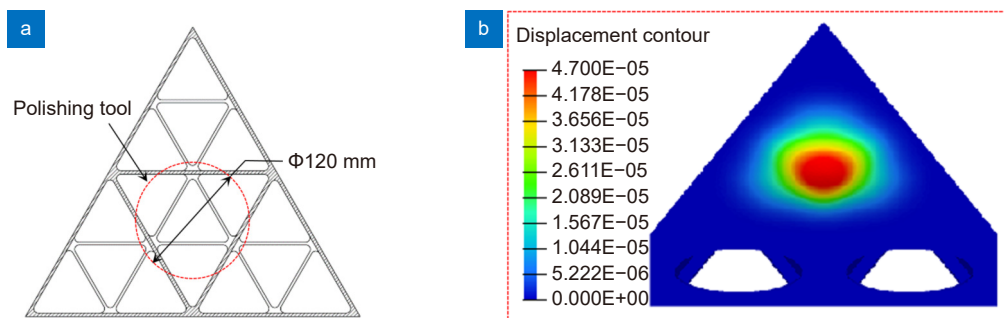 a
Polishing tool
Φ120 mm
b
Displacement contour
4.700E−05
4.178E−05
3.656E−05
3.133E−05
2.611E−05
2.089E−05
1.567E−05
1.044E−05
5.222E−06
0.000E+00